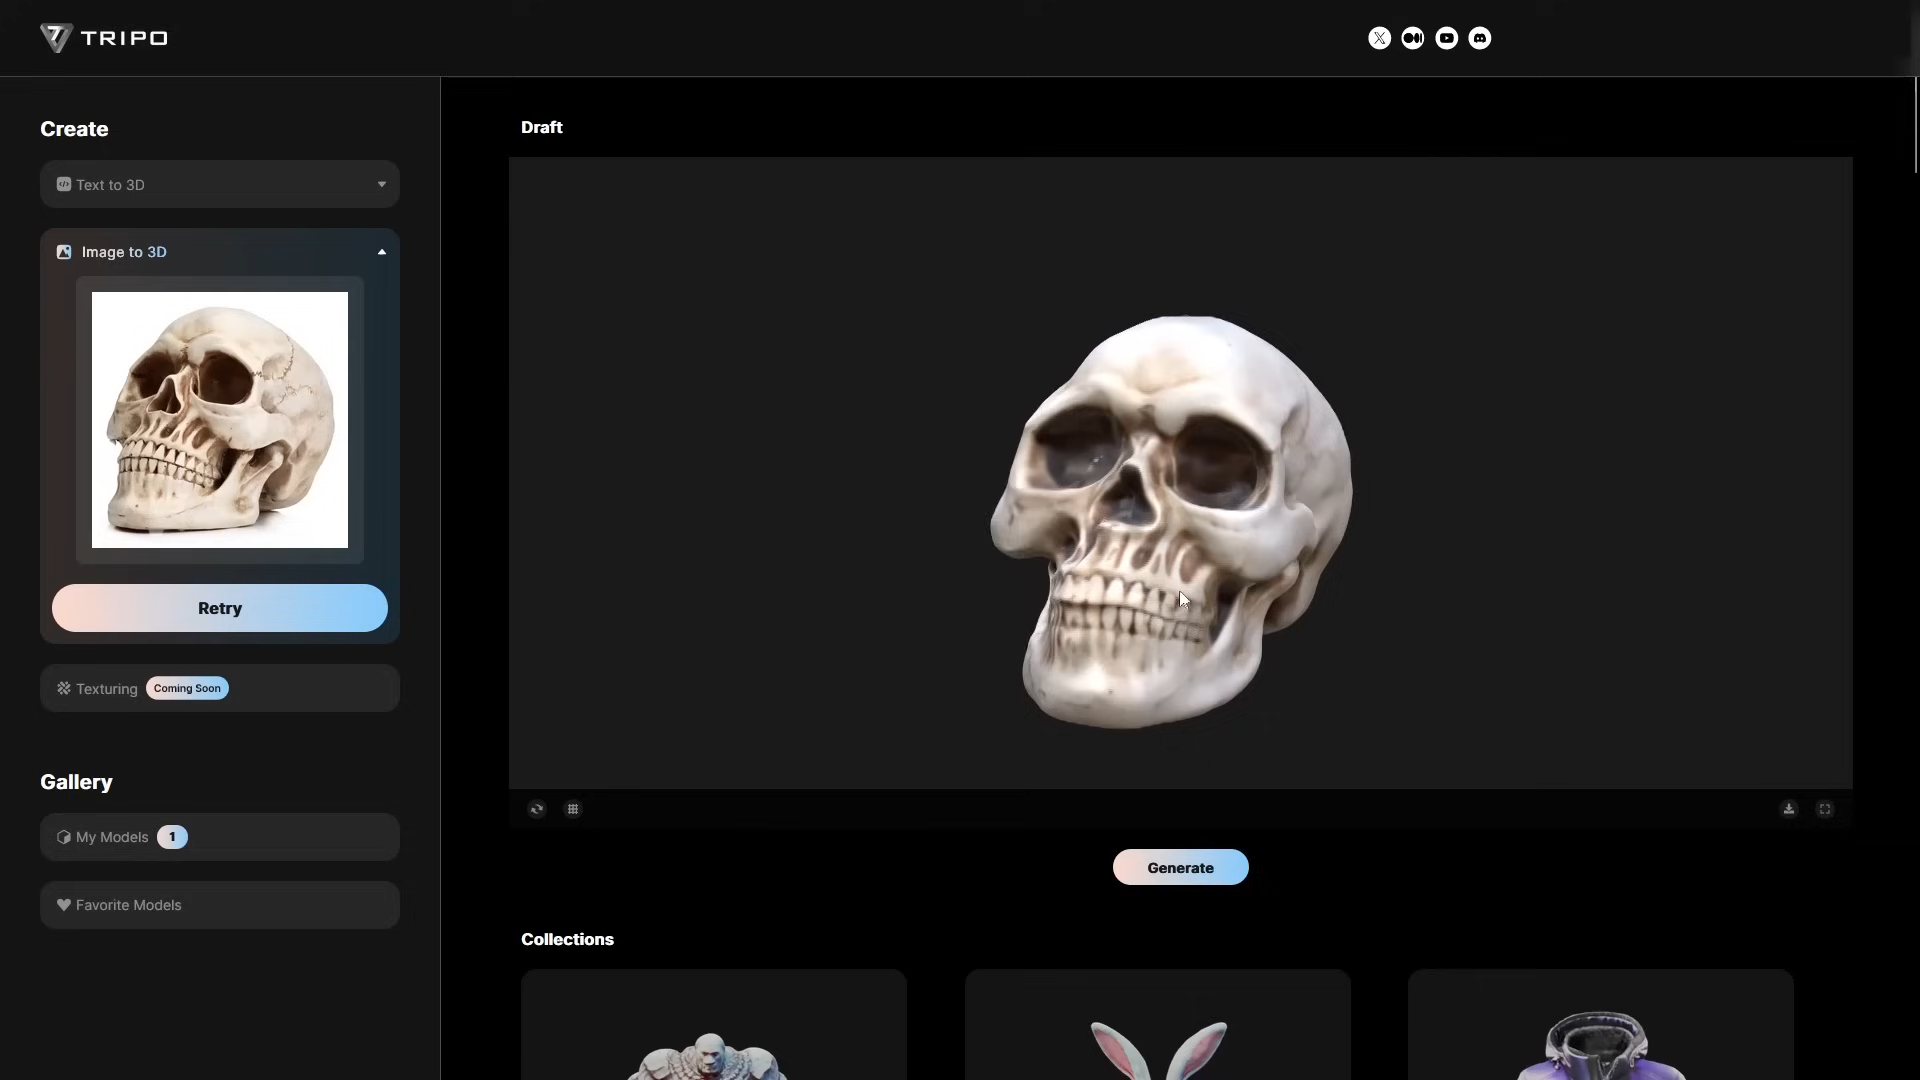 TRIPO
Create
Text to 3D
Image to 3D
Retry
Texturing Coming Soon
Gallery
My Models 1
Favorite Models
Draft
Generate
Collections